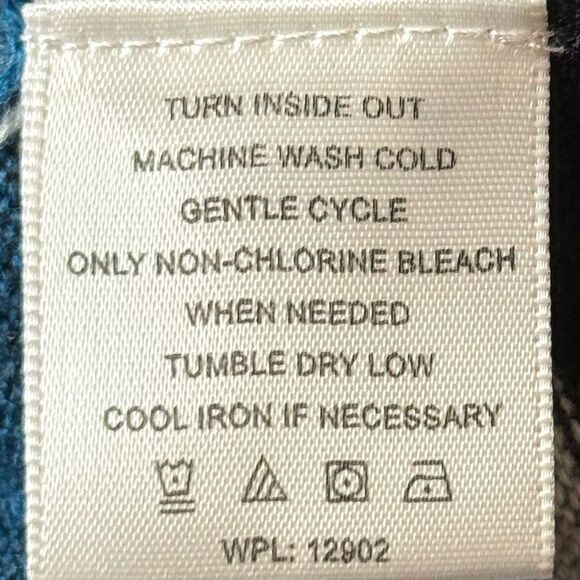 TURN INSIDE OUT
MACHINE WASH COLD
GENTLE CYCLE
ONLY NON-CHLORINE BLEACH
WHEN NEEDED
TUMBLE DRY LOW
COOL IRON IF NECESSARY
WPL: 12902